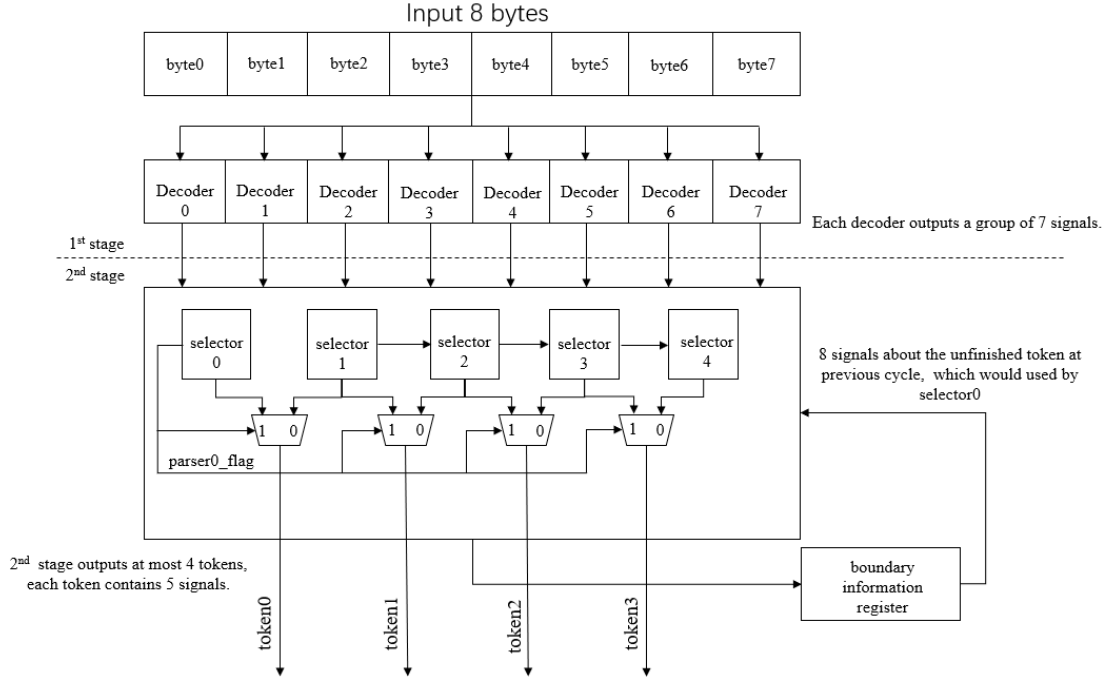 Input 8 bytes
byte0 byte1 byte2 byte3 byte4 byte5 byte6 byte7
Decoder 0
Decoder 1
Decoder 2
Decoder 3
Decoder 4
Decoder 5
Decoder 6
Decoder 7
Each decoder outputs a group of 7 signals.
1st stage
2nd stage
selector 0
selector 1
selector 2
selector 3
selector 4
8 signals about the unfinished token at
previous cycle, which would used by
selector0
1 0
1 0
1 0
1 0
parser0_flag
2nd stage outputs at most 4 tokens,
each token contains 5 signals.
boundary
information
register
token0
token1
token2
token3